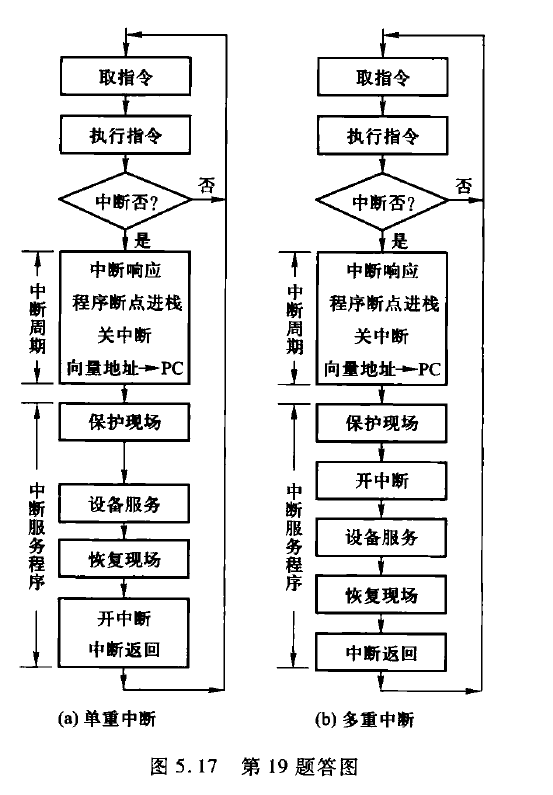 取指令
执行指令
中断否?
否
是
中断响应
程序断点进栈
关中断
向量地址→PC
中断周期
保护现场
设备服务
恢复现场
开中断
中断返回
中断服务程序
(a) 单重中断
取指令
执行指令
中断否?
否
是
中断响应
程序断点进栈
关中断
向量地址→PC
中断周期
保护现场
开中断
设备服务
恢复现场
中断返回
中断服务程序
(b) 多重中断
图 5.17 第 19 题答图